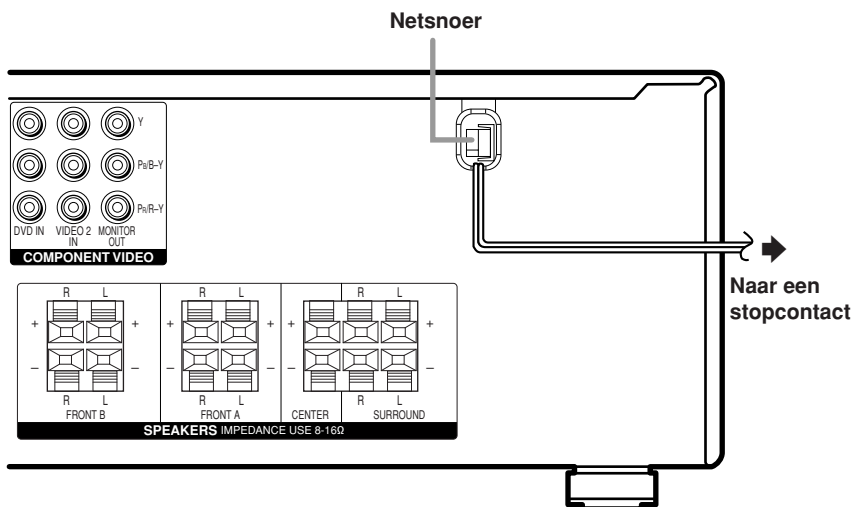 Netsnoer
Y
PB/B–Y
PR/R–Y
DVD IN
VIDEO 2 IN
MONITOR OUT
COMPONENT VIDEO
Naar een
stopcontact
R L R L R L
+ + + – + +
– – – – – –
R L R L R L
FRONT B FRONT A CENTER SURROUND
SPEAKERS IMPEDANCE USE 8-16Ω